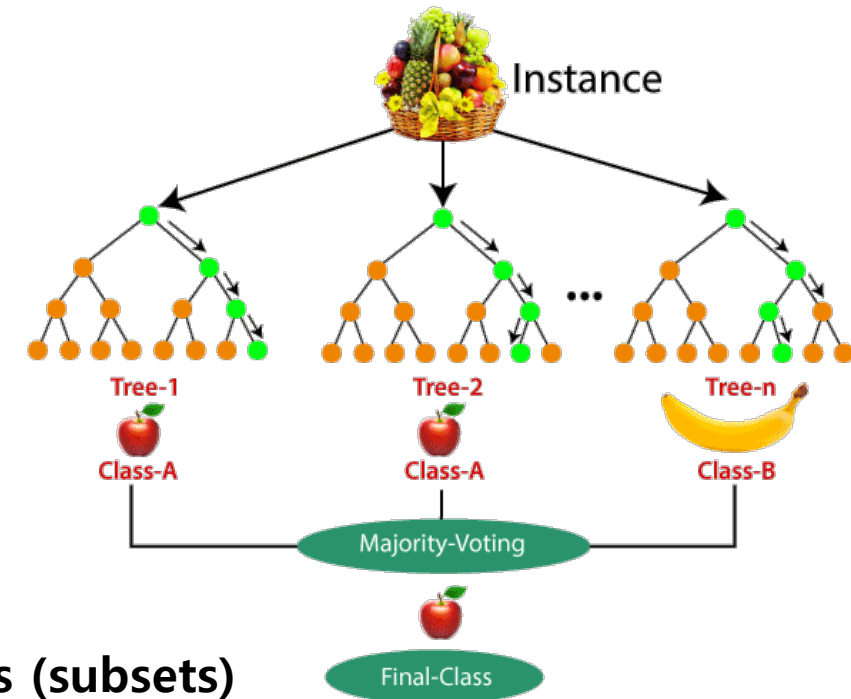 Instance
...
Tree-1 Tree-2 Tree-n
Class-A Class-A Class-B
Majority-Voting
s (subsets)
Final-Class